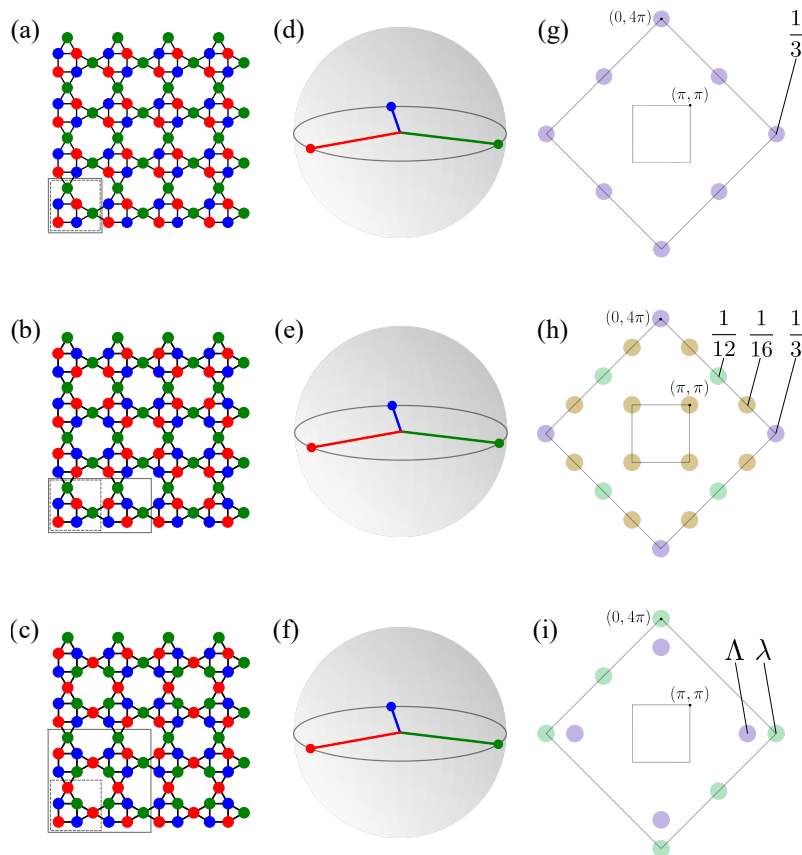 (a)
(d)
(g)
(0, 4π)
(π, π)
1/3
(b)
(e)
(h)
(0, 4π)
(π, π)
1/12
1/16
1/3
(c)
(f)
(i)
(0, 4π)
(π, π)
Λ
λ